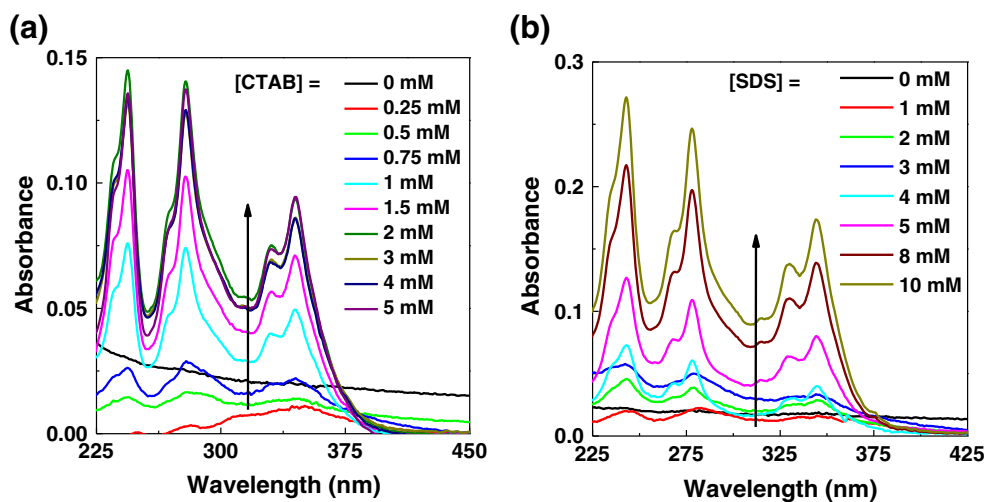 (a)
Absorbance
0.15
0.10
0.05
0.00
[CTAB] =
0 mM
0.25 mM
0.5 mM
0.75 mM
1 mM
1.5 mM
2 mM
3 mM
4 mM
5 mM
225 300 375 450
Wavelength (nm)
(b)
Absorbance
0.3
0.2
0.1
0.0
[SDS] =
0 mM
1 mM
2 mM
3 mM
4 mM
5 mM
8 mM
10 mM
225 275 325 375 425
Wavelength (nm)